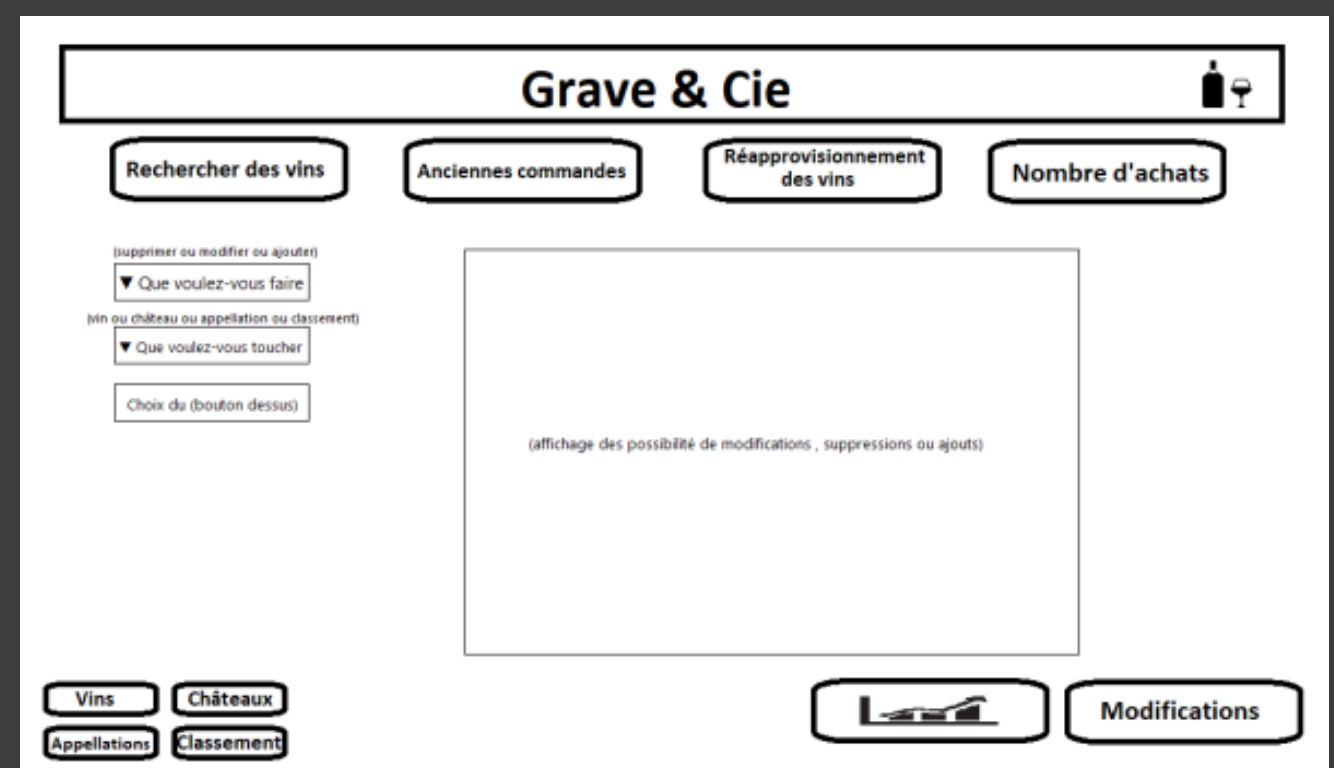 Grave & Cie
Rechercher des vins
Anciennes commandes
Réapprovisionnement
des vins
Nombre d'achats
(supprimer ou modifier ou ajouter)
▼ Que voulez-vous faire
(vin ou château ou appellation ou classement)
▼ Que voulez-vous toucher
Choix du (bouton dessus)
(affichage des possibilité de modifications , suppressions ou ajouts)
Vins
Châteaux
Appellations
Classement
Modifications